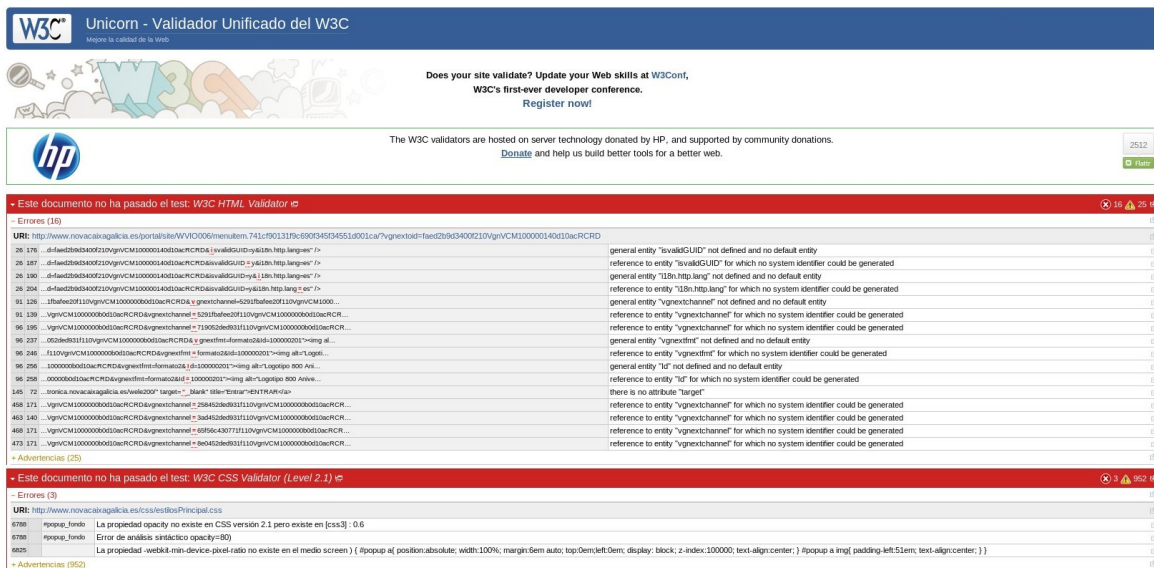 W3C® Unicorn - Validador Unificado del W3C
Mejore la calidad de la Web
Does your site validate? Update your Web skills at W3Conf,
W3C's first-ever developer conference.
Register now!
hp
The W3C validators are hosted on server technology donated by HP, and supported by community donations.
Donate and help us build better tools for a better web.
2512
Flattr
Este documento no ha pasado el test: W3C HTML Validator 16 25
− Errores (16)
URI: http://www.novacaixagalicia.es/portal/site/WVIO006/menuitem.741cf90131f9c690f345f34551d001ca/?vgnextoid=faed2b9d3400f210VgnVCM100000140d10acRCRD
26 176 ...d=faed2b9d3400f210VgnVCM100000140d10acRCRD&isvalidGUID=y&i18n.http.lang=es" /> general entity "isvalidGUID" not defined and no default entity
26 187 ...d=faed2b9d3400f210VgnVCM100000140d10acRCRD&isvalidGUID=y&i18n.http.lang=es" /> reference to entity "isvalidGUID" for which no system identifier could be generated
26 190 ...d=faed2b9d3400f210VgnVCM100000140d10acRCRD&isvalidGUID=y&i18n.http.lang=es" /> general entity "i18n.http.lang" not defined and no default entity
26 204 ...d=faed2b9d3400f210VgnVCM100000140d10acRCRD&isvalidGUID=y&i18n.http.lang=es" /> reference to entity "i18n.http.lang" for which no system identifier could be generated
91 126 ...1fbafee20f110VgnVCM1000000b0d10acRCRD&vgnextchannel=5291fbafee20f110VgnVCM1000... general entity "vgnextchannel" not defined and no default entity
91 139 ...VgnVCM1000000b0d10acRCRD&vgnextchannel=5291fbafee20f110VgnVCM1000000b0d10acRCR... reference to entity "vgnextchannel" for which no system identifier could be generated
96 195 ...VgnVCM1000000b0d10acRCRD&vgnextchannel=719052ded931f110VgnVCM1000000b0d10acRCR... reference to entity "vgnextchannel" for which no system identifier could be generated
96 237 ...052ded931f110VgnVCM1000000b0d10acRCRD&vgnextfmt=formato2&Id=100000201"><img al... general entity "vgnextfmt" not defined and no default entity
96 246 ...f110VgnVCM1000000b0d10acRCRD&vgnextfmt=formato2&Id=100000201"><img alt="Logoti... reference to entity "vgnextfmt" for which no system identifier could be generated
96 256 ...1000000b0d10acRCRD&vgnextfmt=formato2&Id=100000201"><img alt="Logotipo 800 Ani... general entity "Id" not defined and no default entity
96 258 ...00000b0d10acRCRD&vgnextfmt=formato2&Id=100000201"><img alt="Logotipo 800 Anive... reference to entity "Id" for which no system identifier could be generated
145 72 ...tronica.novacaixagalicia.es/wele200/" target="_blank" title="Entrar">ENTRAR</a> there is no attribute "target"
458 171 ...VgnVCM1000000b0d10acRCRD&vgnextchannel=258452ded931f110VgnVCM1000000b0d10acRCR... reference to entity "vgnextchannel" for which no system identifier could be generated
463 140 ...VgnVCM1000000b0d10acRCRD&vgnextchannel=3ad452ded931f110VgnVCM1000000b0d10acRCR... reference to entity "vgnextchannel" for which no system identifier could be generated
468 171 ...VgnVCM1000000b0d10acRCRD&vgnextchannel=65f56c430771f110VgnVCM1000000b0d10acRCR... reference to entity "vgnextchannel" for which no system identifier could be generated
473 171 ...VgnVCM1000000b0d10acRCRD&vgnextchannel=8e0452ded931f110VgnVCM1000000b0d10acRCR... reference to entity "vgnextchannel" for which no system identifier could be generated
+ Advertencias (25)
Este documento no ha pasado el test: W3C CSS Validator (Level 2.1) 3 952
− Errores (3)
URI: http://www.novacaixagalicia.es/css/estilosPrincipal.css
6788 #popup_fondo La propiedad opacity no existe en CSS versión 2.1 pero existe en [css3] : 0.6
6788 #popup_fondo Error de análisis sintáctico opacity=80)
6825 La propiedad -webkit-min-device-pixel-ratio no existe en el medio screen ) { #popup a{ position:absolute; width:100%; margin:6em auto; top:0em;left:0em; display: block; z-index:100000; text-align:center; } #popup a img{ padding-left:51em; text-align:center; } }
+ Advertencias (952)